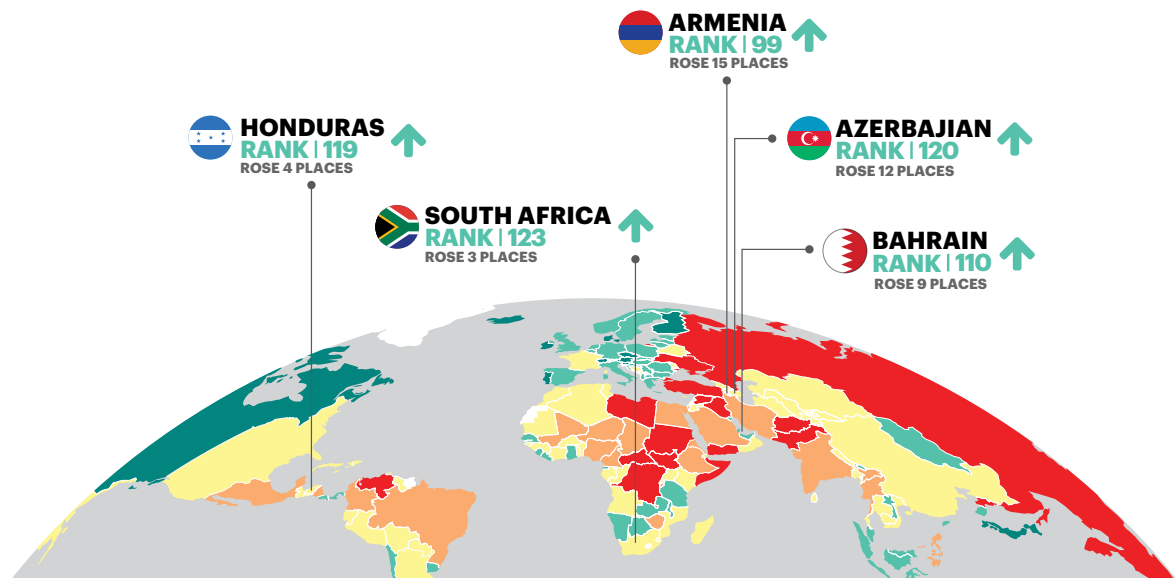 ARMENIA
RANK | 99
ROSE 15 PLACES
HONDURAS
RANK | 119
ROSE 4 PLACES
AZERBAJIAN
RANK | 120
ROSE 12 PLACES
SOUTH AFRICA
RANK | 123
ROSE 3 PLACES
BAHRAIN
RANK | 110
ROSE 9 PLACES